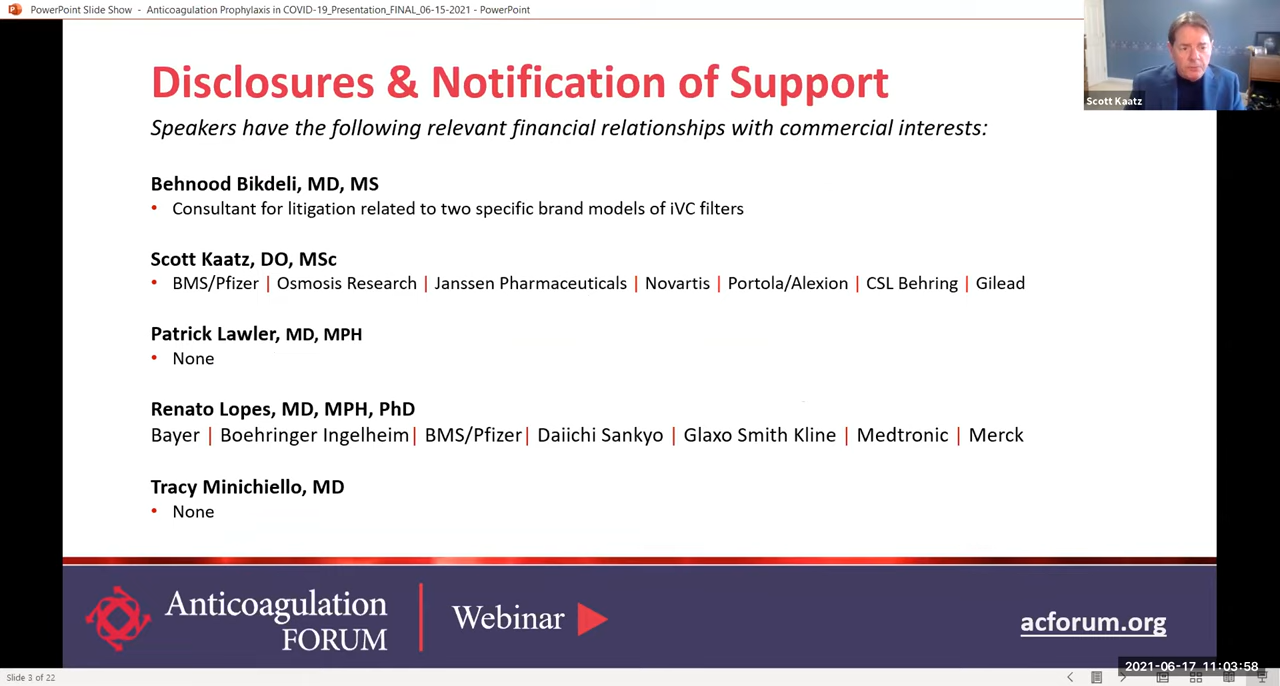 PowerPoint Slide Show - Anticoagulation Prophylaxis in COVID-19_Presentation_FINAL_06-15-2021 - PowerPoint
Disclosures & Notification of Support
Scott Kaatz
Speakers have the following relevant financial relationships with commercial interests:
Behnood Bikdeli, MD, MS
• Consultant for litigation related to two specific brand models of iVC filters
Scott Kaatz, DO, MSc
• BMS/Pfizer | Osmosis Research | Janssen Pharmaceuticals | Novartis | Portola/Alexion | CSL Behring | Gilead
Patrick Lawler, MD, MPH
• None
Renato Lopes, MD, MPH, PhD
Bayer | Boehringer Ingelheim| BMS/Pfizer| Daiichi Sankyo | Glaxo Smith Kline | Medtronic | Merck
Tracy Minichiello, MD
• None
Anticoagulation
FORUM
Webinar
acforum.org
2021-06-17 11:03:58
Slide 3 of 22